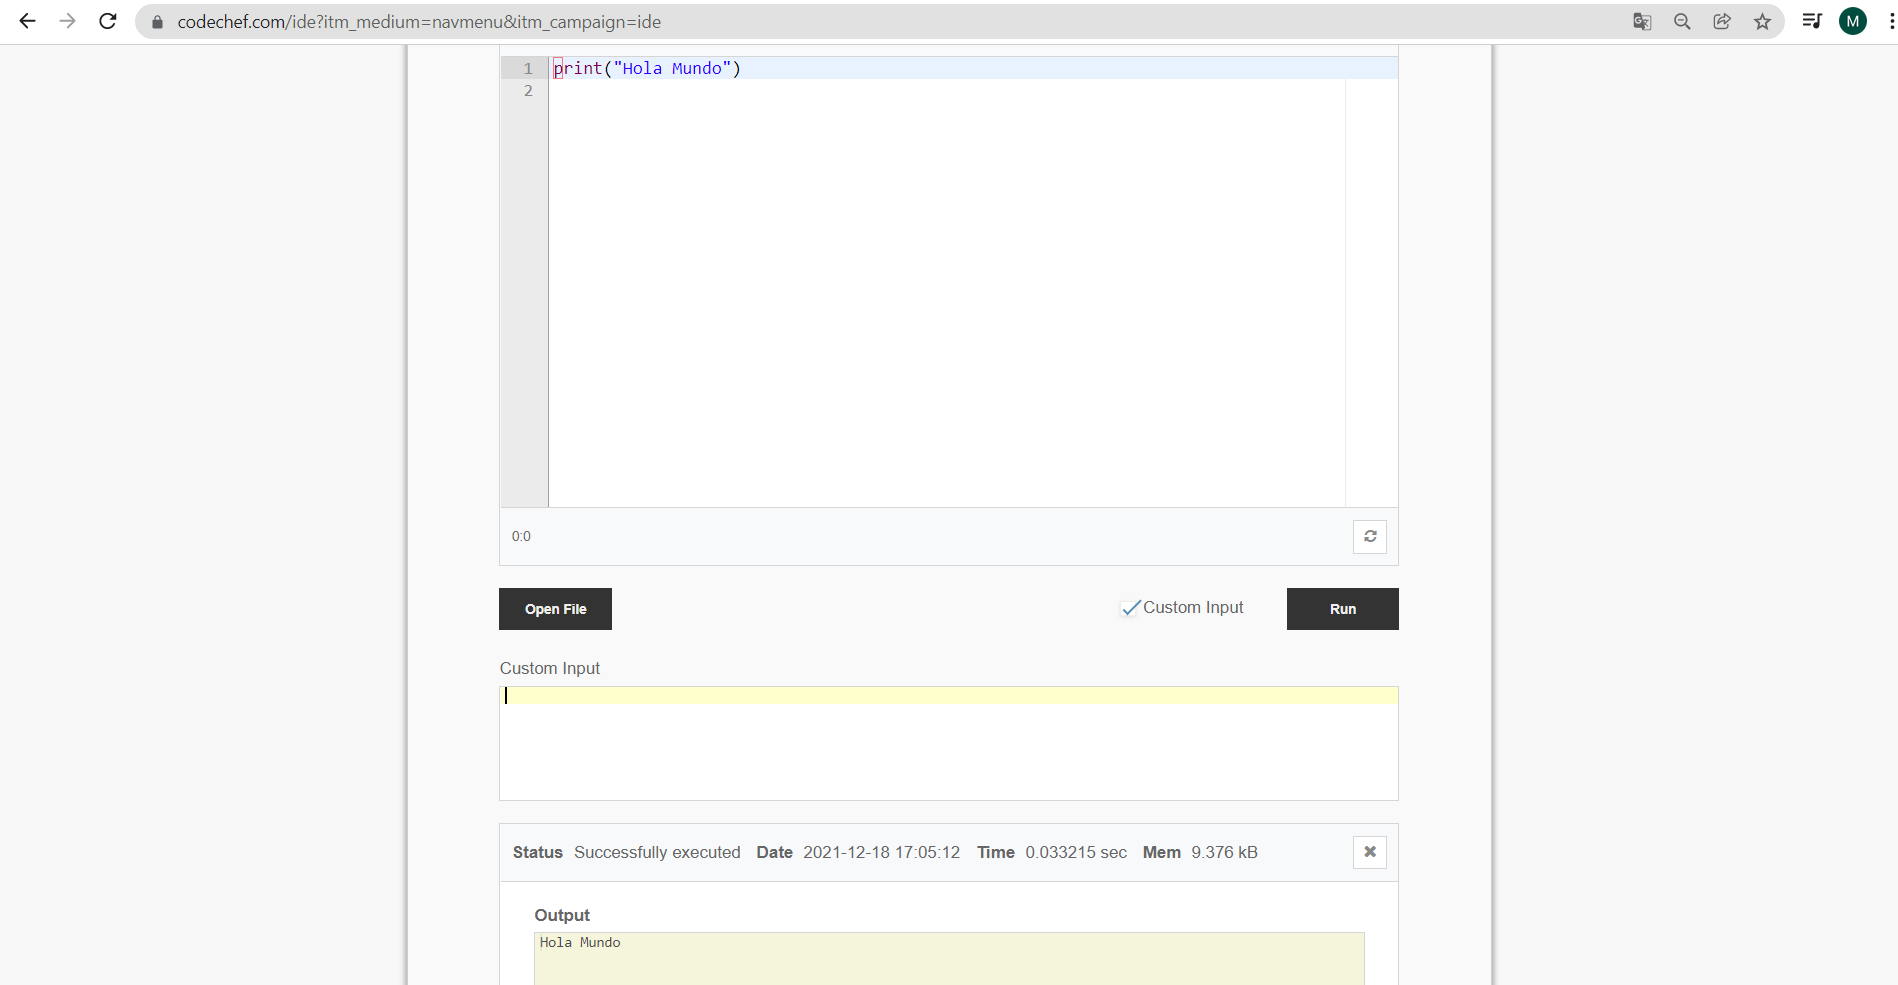 codechef.com/ide?itm_medium=navmenu&itm_campaign=ide
M
1 print("Hola Mundo")
2
0:0
Open File
Custom Input
Run
Custom Input
Status Successfully executed Date 2021-12-18 17:05:12 Time 0.033215 sec Mem 9.376 kB
Output
Hola Mundo